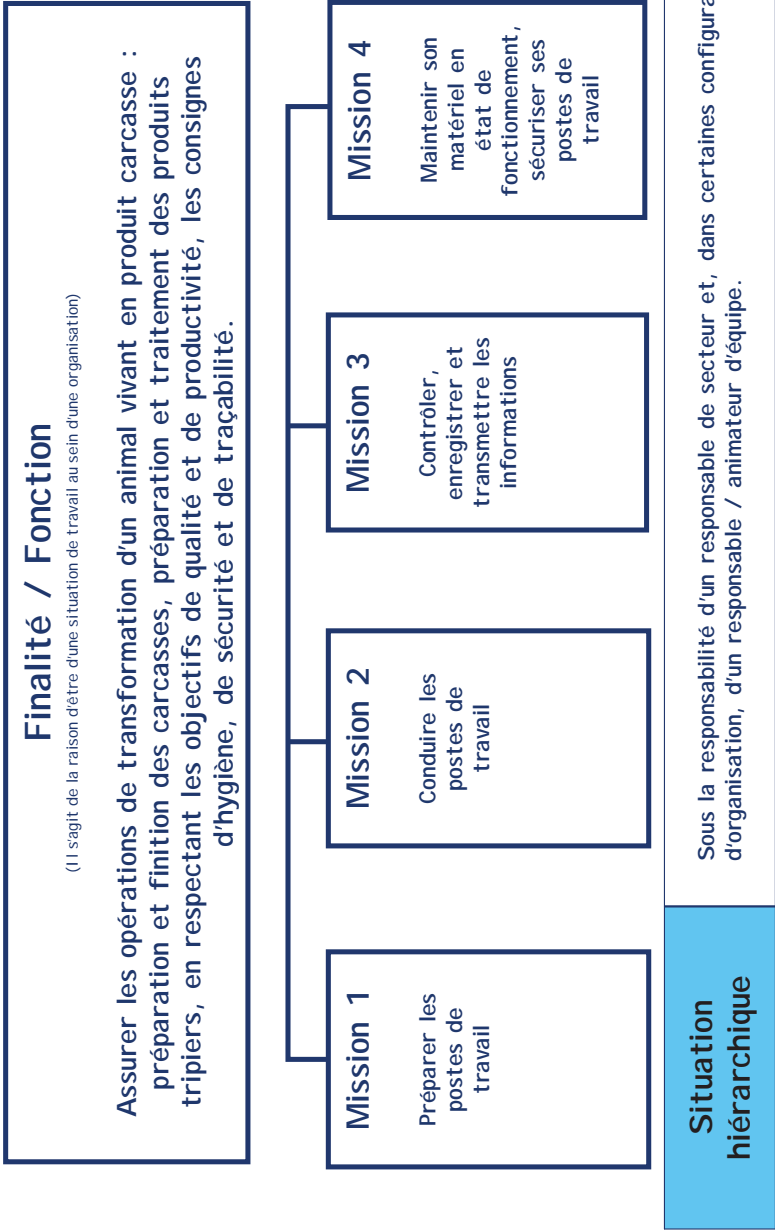 Finalité / Fonction
(Il s'agit de la raison d'être d'une situation de travail au sein d'une organisation)
Assurer les opérations de transformation d'un animal vivant en produit carcasse :
préparation et finition des carcasses, préparation et traitement des produits
tripiers, en respectant les objectifs de qualité et de productivité, les consignes
d'hygiène, de sécurité et de traçabilité.
Mission 1
Préparer les
postes de
travail
Mission 2
Conduire les
postes de
travail
Mission 3
Contrôler,
enregistrer et
transmettre les
informations
Mission 4
Maintenir son
matériel en
état de
fonctionnement,
sécuriser ses
postes de
travail
Situation
hiérarchique
Sous la responsabilité d'un responsable de secteur et, dans certaines configura
d'organisation, d'un responsable / animateur d'équipe.